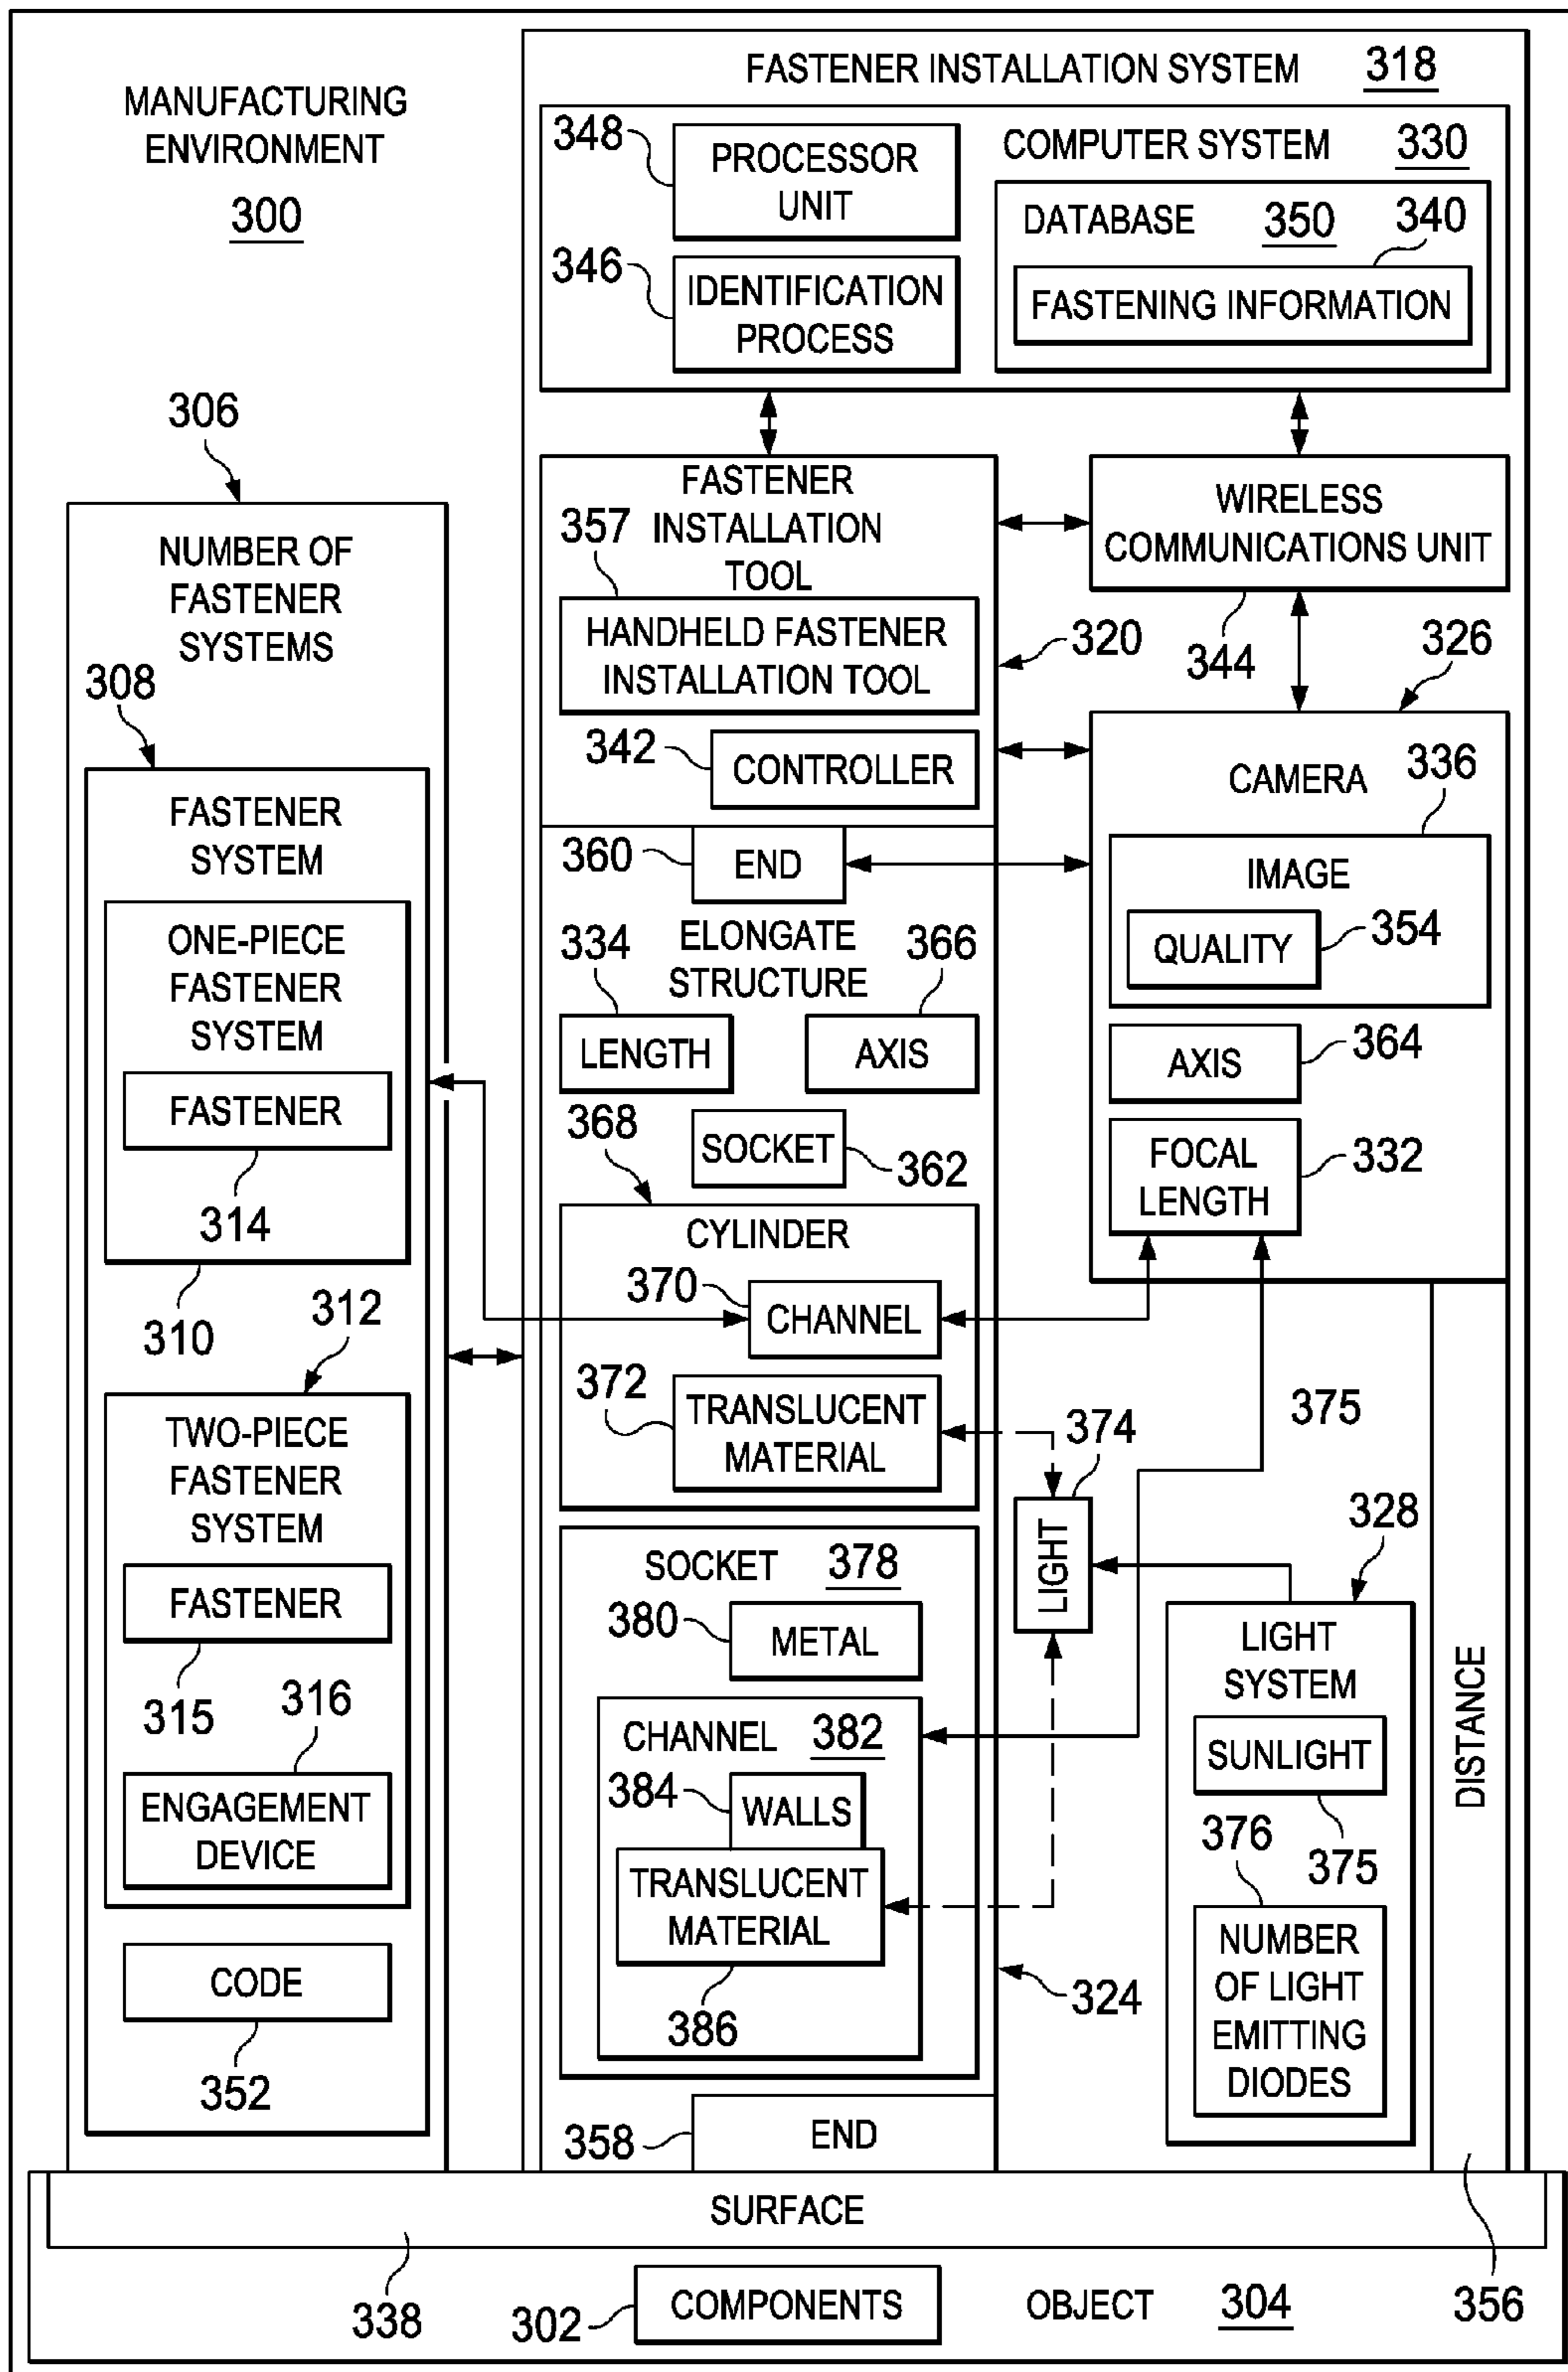 MANUFACTURING
ENVIRONMENT
300
FASTENER INSTALLATION SYSTEM 318
348
PROCESSOR
UNIT
COMPUTER SYSTEM 330
346
IDENTIFICATION
PROCESS
DATABASE 350
340
FASTENING INFORMATION
306
NUMBER OF
FASTENER
SYSTEMS
308
FASTENER
SYSTEM
ONE-PIECE
FASTENER
SYSTEM
FASTENER
314
310
312
TWO-PIECE
FASTENER
SYSTEM
FASTENER
315
316
ENGAGEMENT
DEVICE
CODE
352
FASTENER
INSTALLATION
TOOL
357
HANDHELD FASTENER
INSTALLATION TOOL
320
342
CONTROLLER
WIRELESS
COMMUNICATIONS UNIT
344
326
CAMERA
336
IMAGE
QUALITY
354
AXIS
364
FOCAL
LENGTH
332
360
END
ELONGATE
STRUCTURE
334
LENGTH
366
AXIS
SOCKET
362
368
CYLINDER
370
CHANNEL
372
TRANSLUCENT
MATERIAL
374
LIGHT
375
328
SOCKET 378
380
METAL
CHANNEL 382
384
WALLS
TRANSLUCENT
MATERIAL
386
324
LIGHT
SYSTEM
SUNLIGHT
375
376
NUMBER
OF LIGHT
EMITTING
DIODES
DISTANCE
358
END
SURFACE
338
302
COMPONENTS
OBJECT 304
356